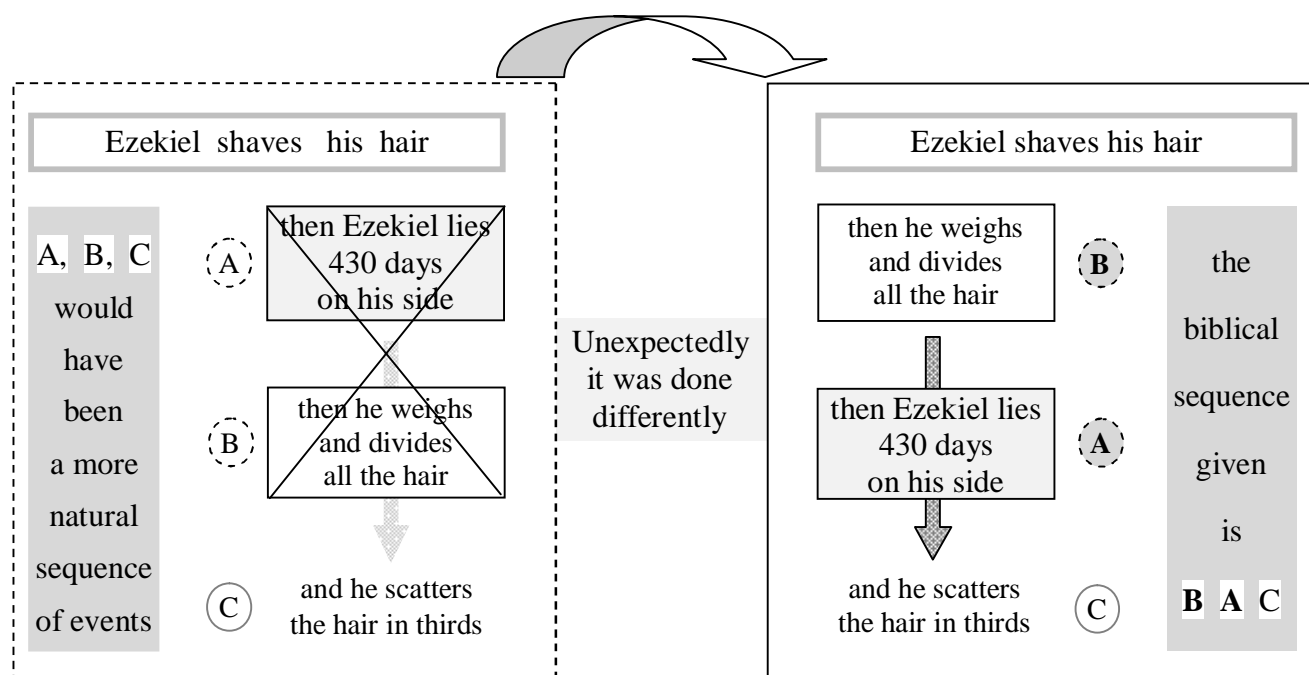 Ezekiel shaves his hair
A, B, C
would
have
been
a more
natural
sequence
of events
A
then Ezekiel lies
430 days
on his side
B
then he weighs
and divides
all the hair
C
and he scatters
the hair in thirds
Unexpectedly
it was done
differently
Ezekiel shaves his hair
then he weighs
and divides
all the hair
B
then Ezekiel lies
430 days
on his side
A
and he scatters
the hair in thirds
C
the
biblical
sequence
given
is
B A C